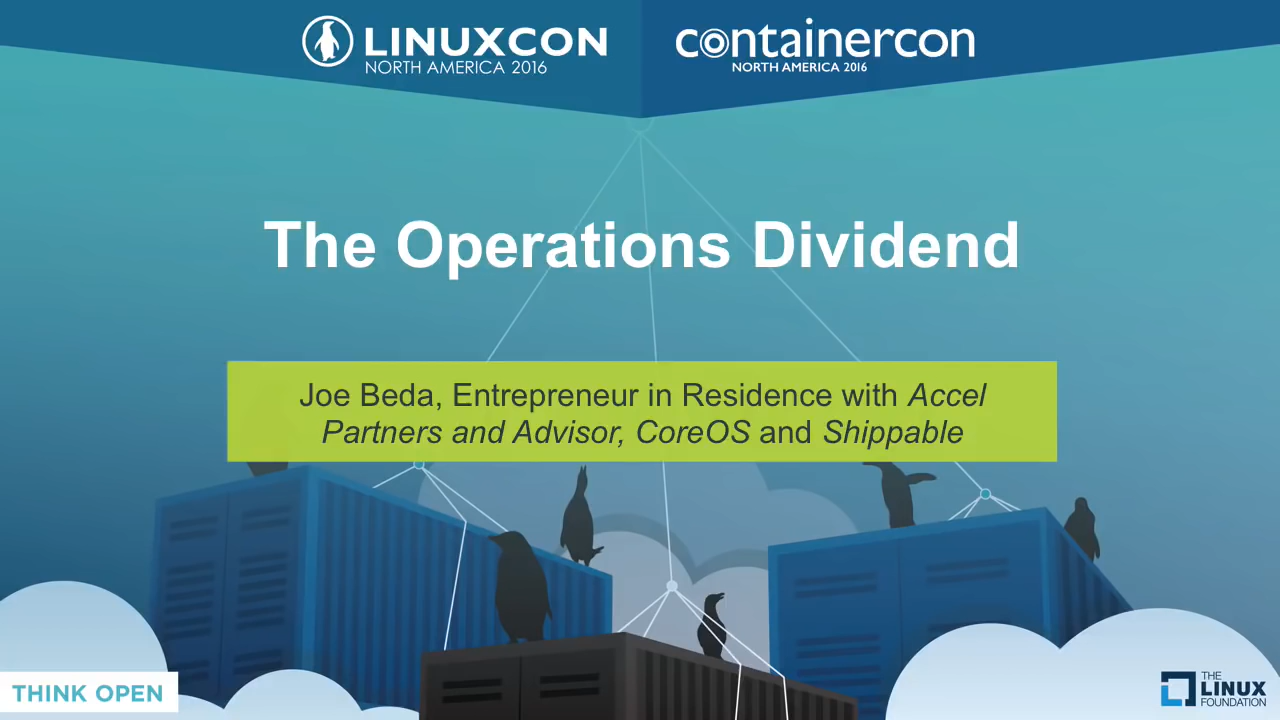 LINUXCON
NORTH AMERICA 2016
containercon
NORTH AMERICA 2016
The Operations Dividend
Joe Beda, Entrepreneur in Residence with Accel
Partners and Advisor, CoreOS and Shippable
THINK OPEN
THE
LINUX
FOUNDATION